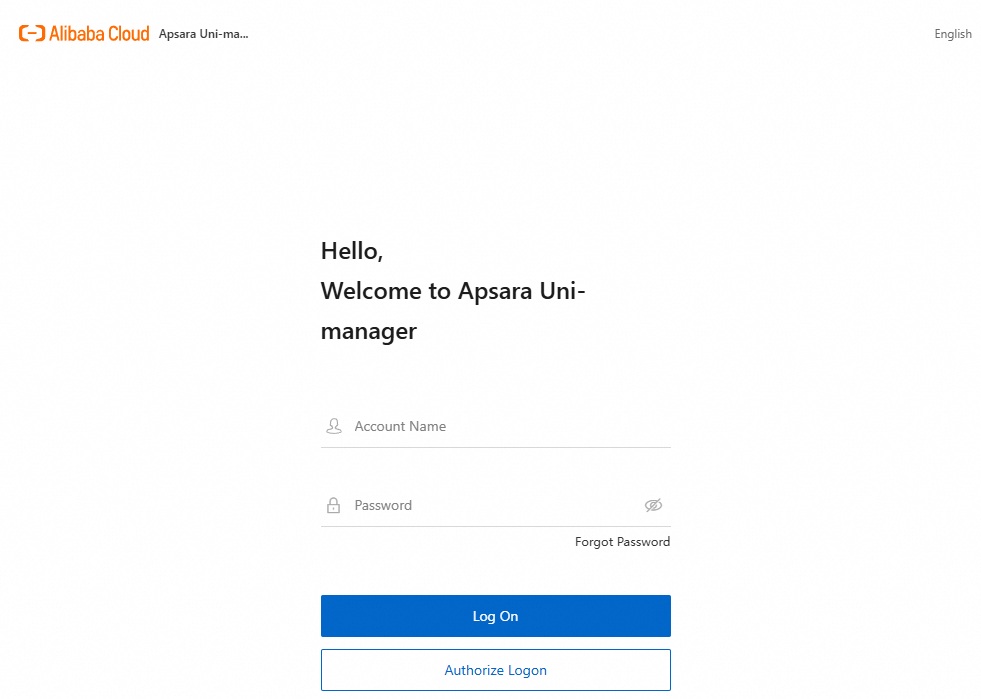 Alibaba Cloud Apsara Uni-ma...
English
Hello,
Welcome to Apsara Uni-
manager
Account Name
Password
Forgot Password
Log On
Authorize Logon